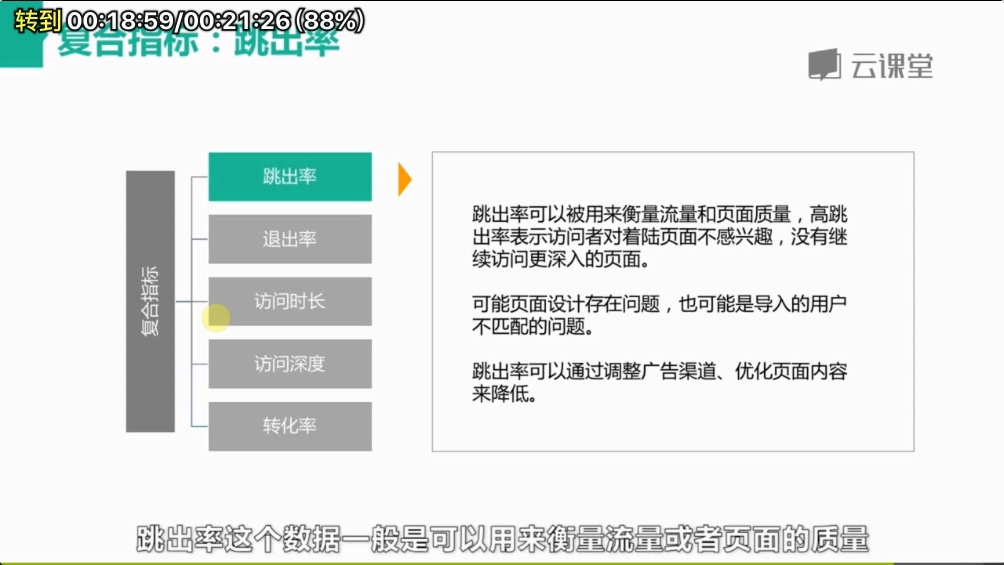 转到 00:18:59/00:21:26 (88%)
复合指标：跳出率
云课堂
复合指标
跳出率
退出率
访问时长
访问深度
转化率
跳出率可以被用来衡量流量和页面质量，高跳
出率表示访问者对着陆页面不感兴趣，没有继
续访问更深入的页面。
可能页面设计存在问题，也可能是导入的用户
不匹配的问题。
跳出率可以通过调整广告渠道、优化页面内容
来降低。
跳出率这个数据一般是可以用来衡量流量或者页面的质量